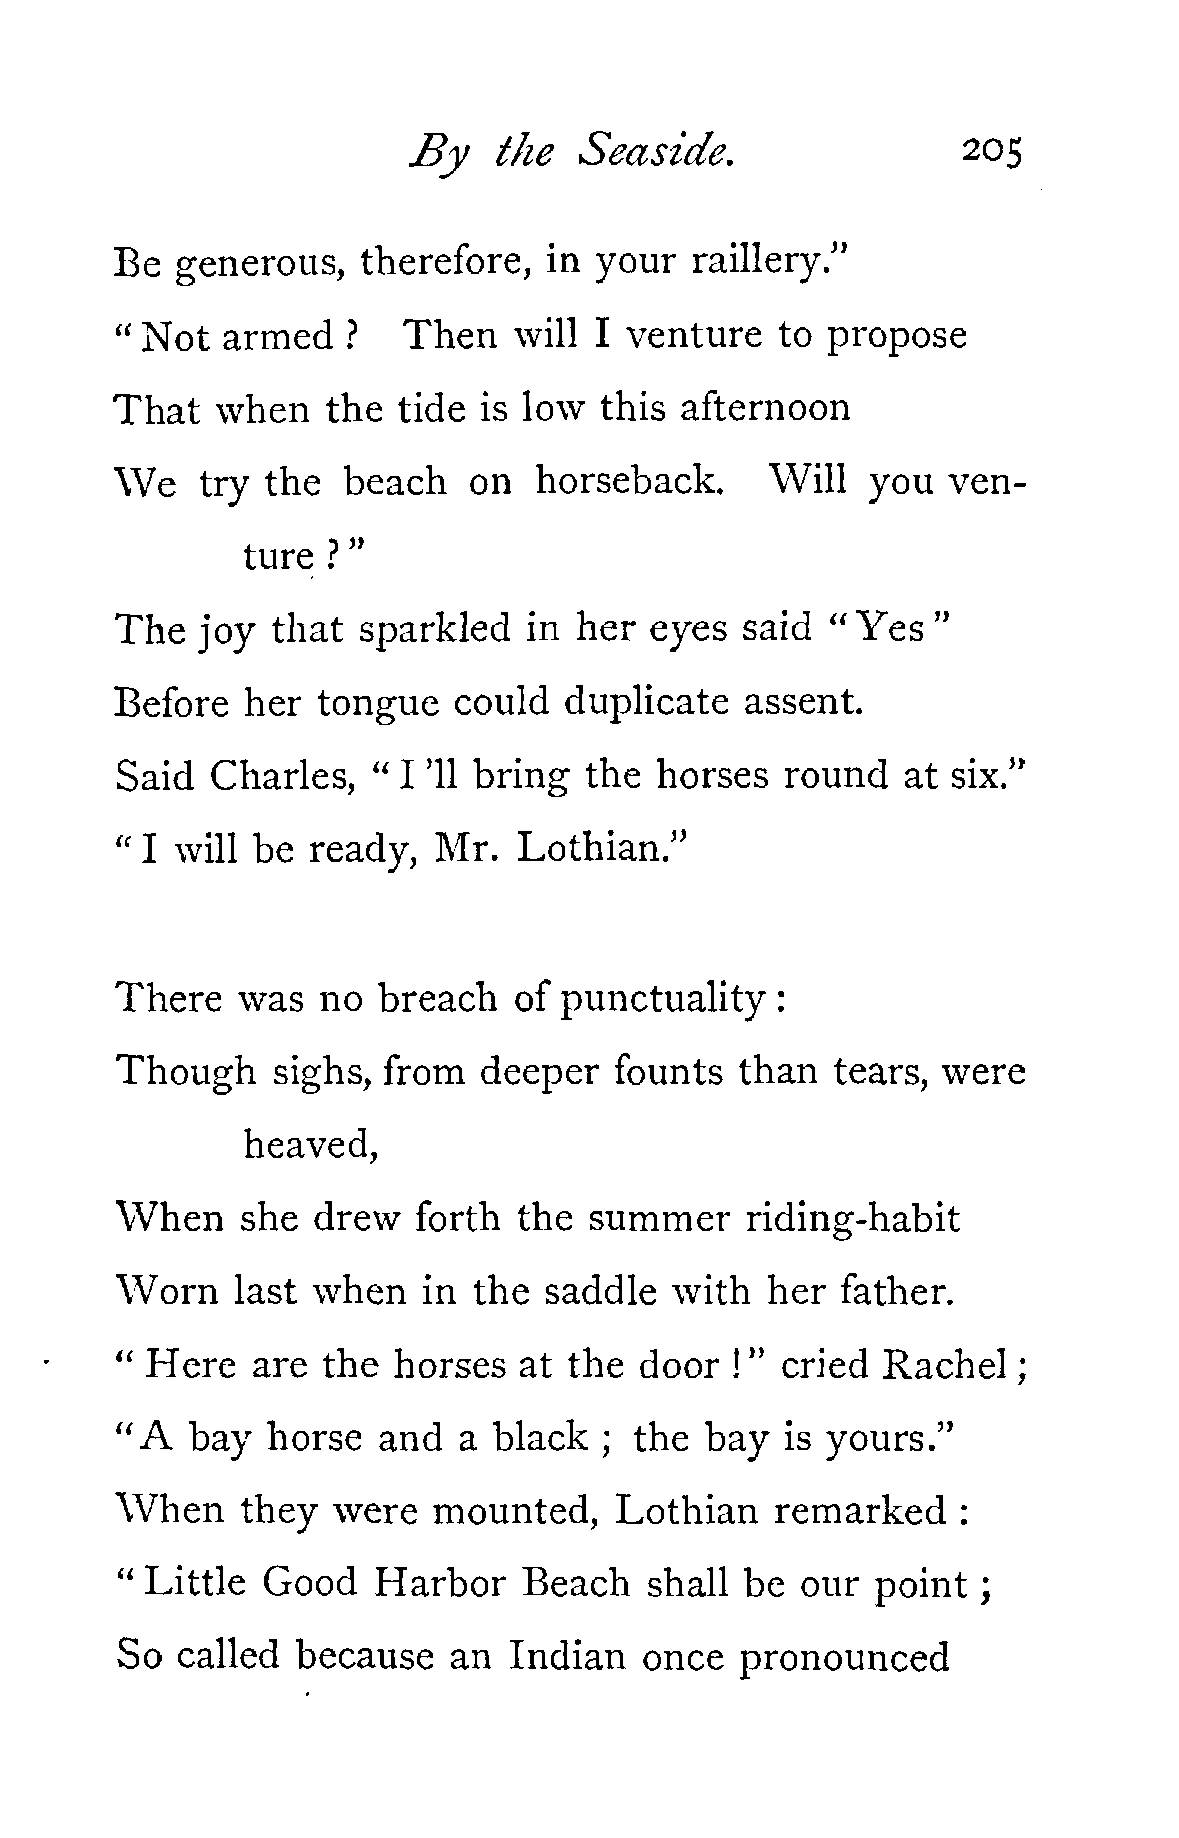 By the Seaside. 205
Be generous, therefore, in your raillery."
"Not armed? Then will I venture to propose
That when the tide is low this afternoon
We try the beach on horseback. Will you ven-
ture?"
The joy that sparkled in her eyes said "Yes"
Before her tongue could duplicate assent.
Said Charles, "I 'll bring the horses round at six."
"I will be ready, Mr. Lothian."
There was no breach of punctuality:
Though sighs, from deeper founts than tears, were
heaved,
When she drew forth the summer riding-habit
Worn last when in the saddle with her father.
"Here are the horses at the door!" cried Rachel;
"A bay horse and a black; the bay is yours."
When they were mounted, Lothian remarked:
"Little Good Harbor Beach shall be our point;
So called because an Indian once pronounced